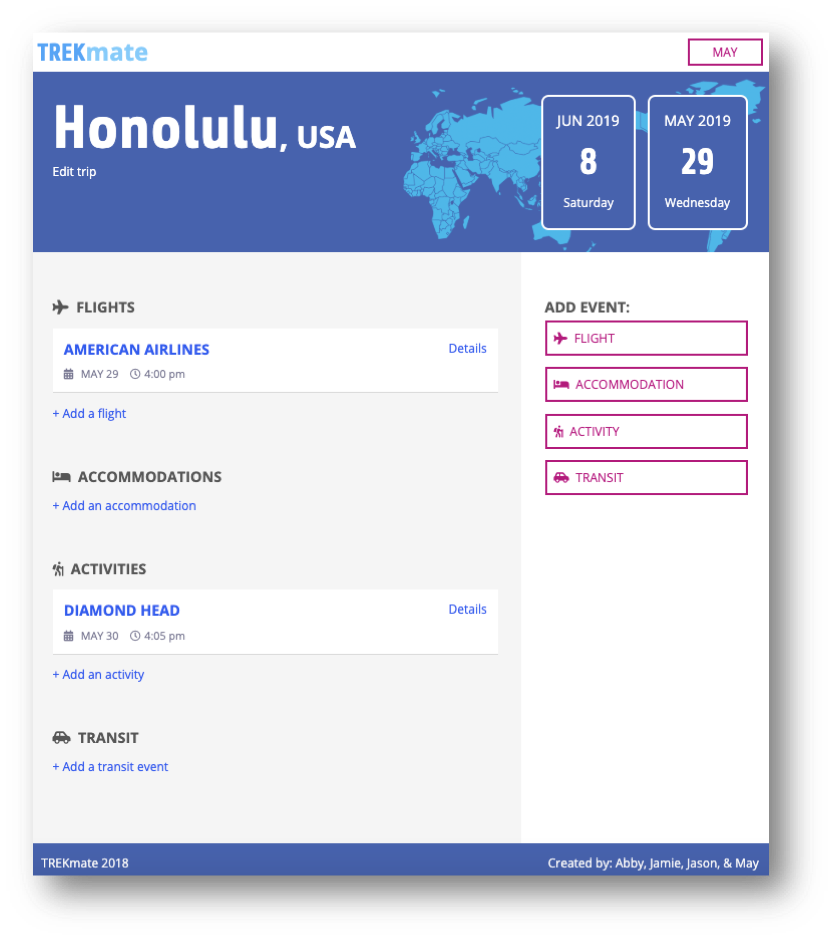 TREKmate
MAY
Honolulu, USA
Edit trip
JUN 2019
8
Saturday
MAY 2019
29
Wednesday
FLIGHTS
AMERICAN AIRLINES
Details
MAY 29 4:00 pm
+ Add a flight
ACCOMMODATIONS
+ Add an accommodation
ACTIVITIES
DIAMOND HEAD
Details
MAY 30 4:05 pm
+ Add an activity
TRANSIT
+ Add a transit event
ADD EVENT:
FLIGHT
ACCOMMODATION
ACTIVITY
TRANSIT
TREKmate 2018
Created by: Abby, Jamie, Jason, & May